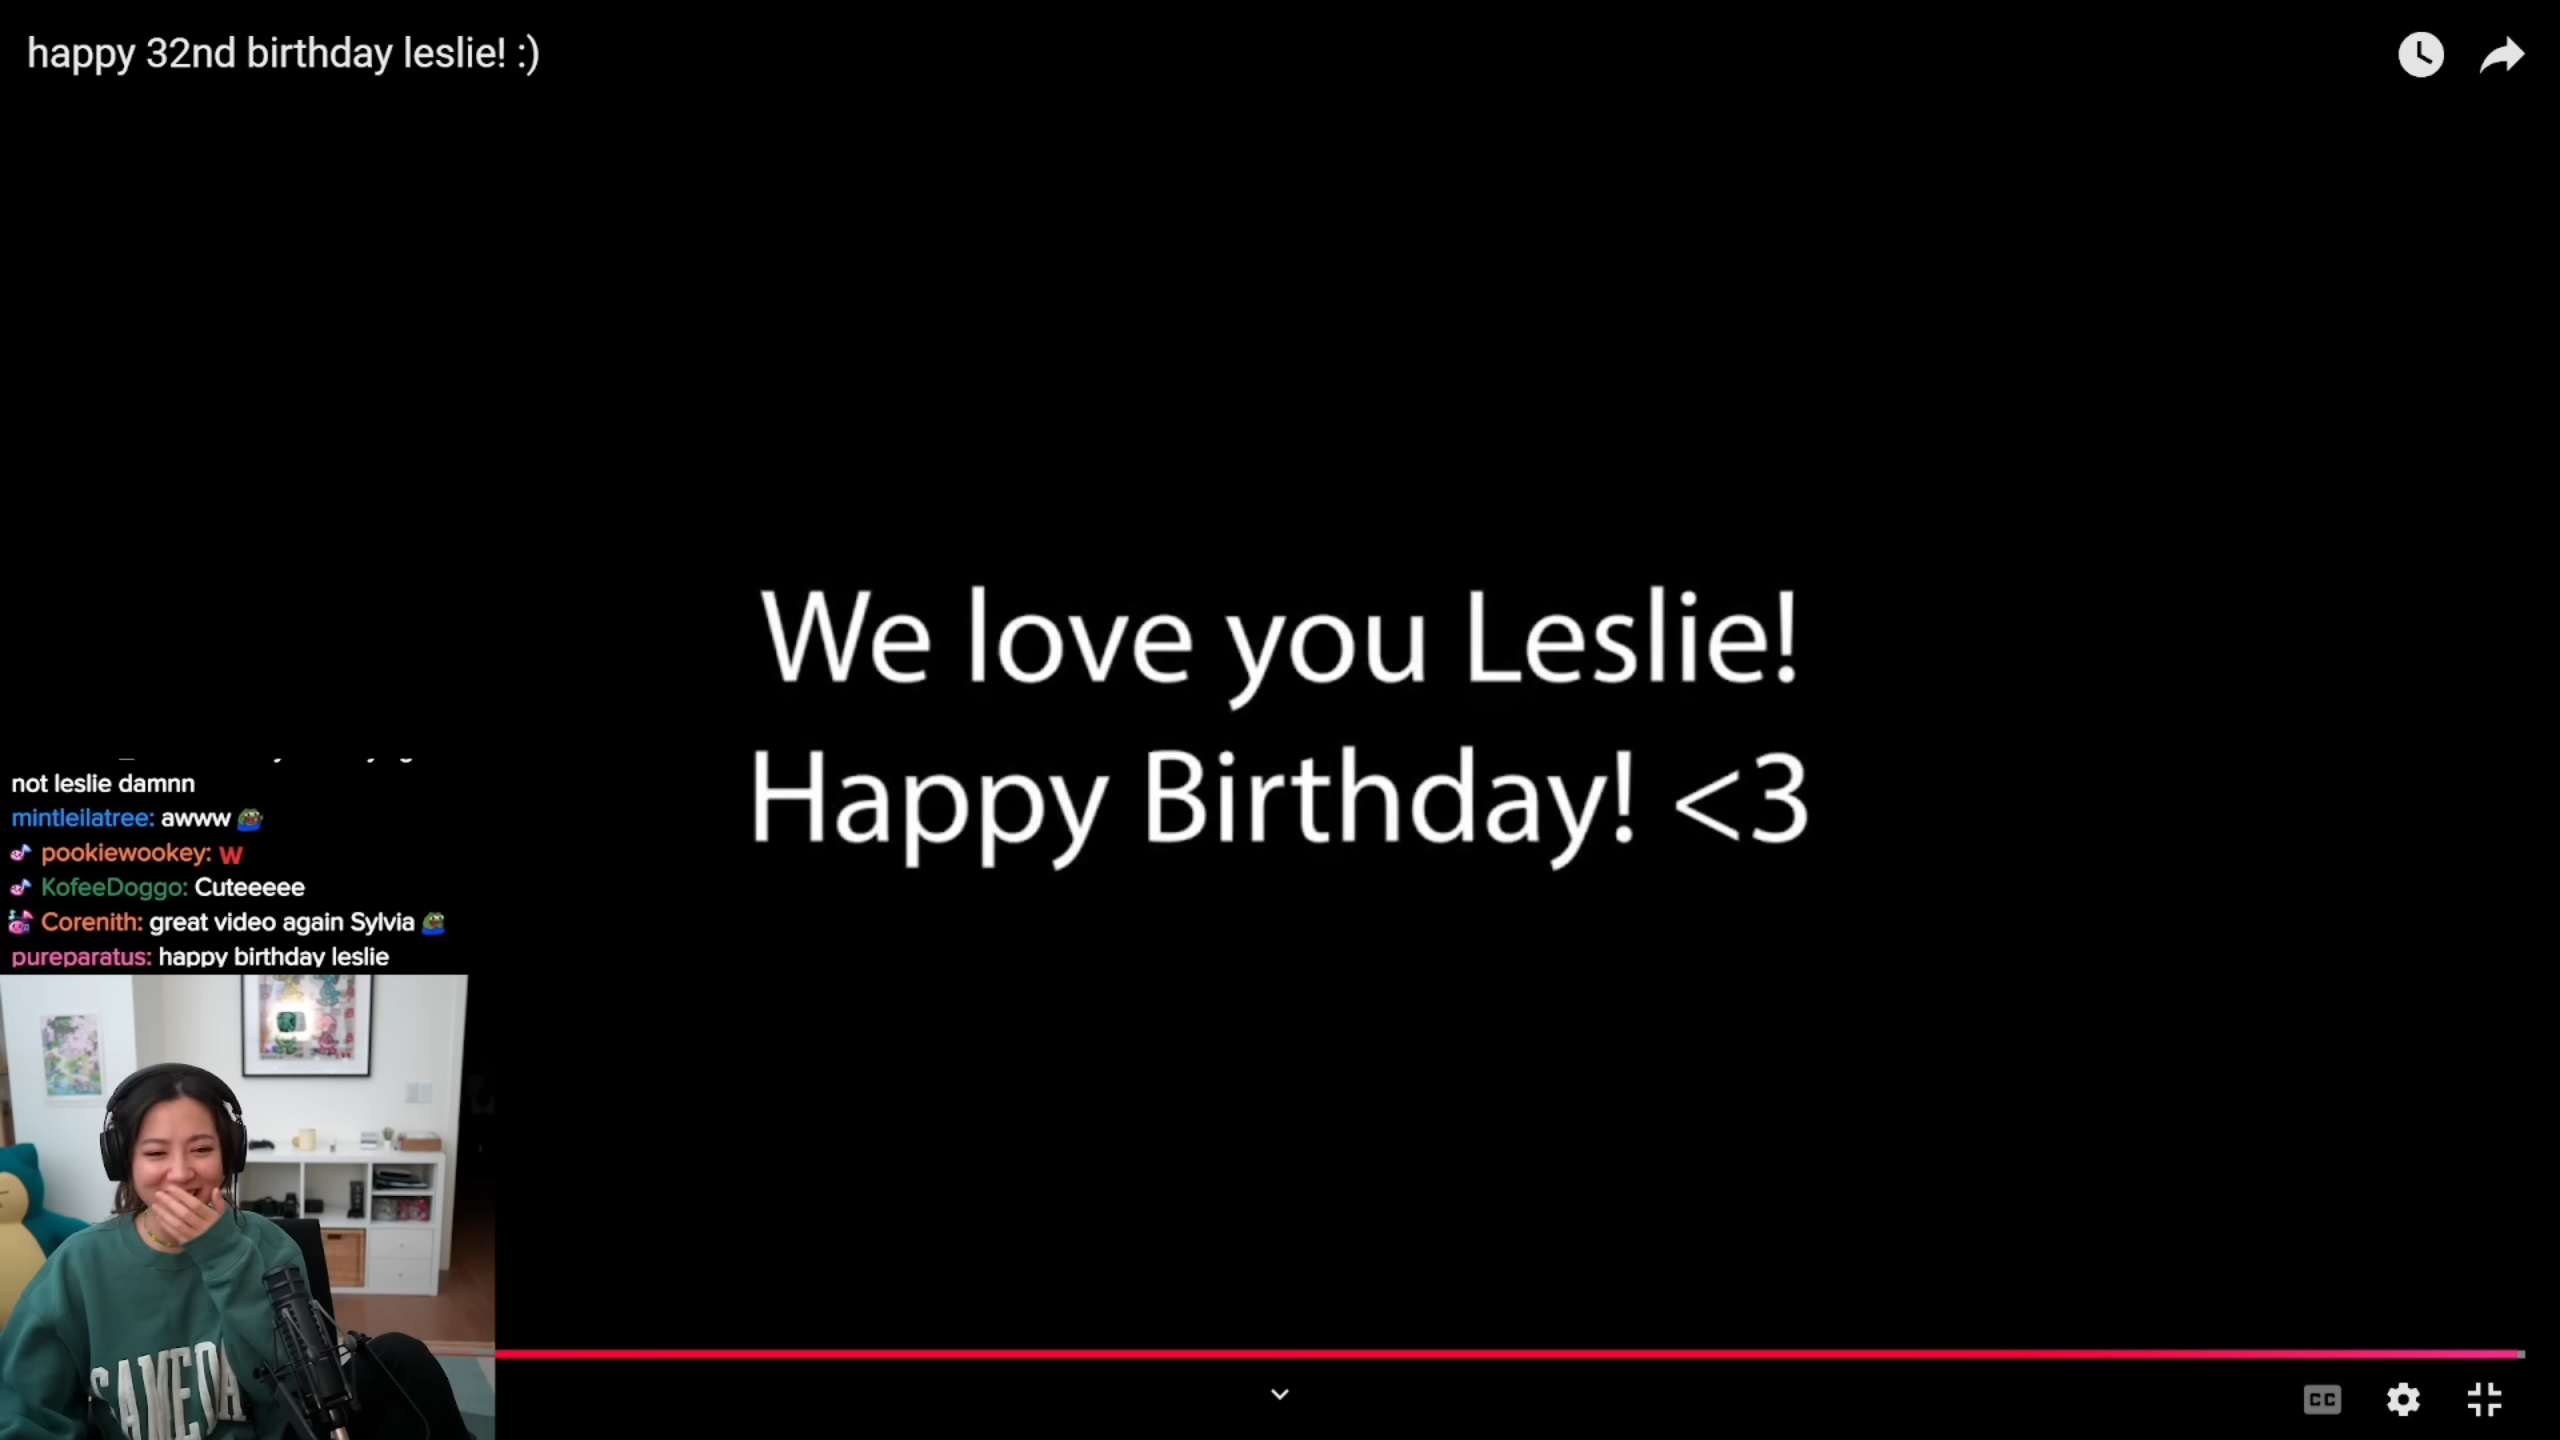 happy 32nd birthday leslie! :)
We love you Leslie!
Happy Birthday! <3
not leslie damnn
mintleilatree: awww
pookiewookey: W
KofeeDoggo: Cuteeeee
Corenith: great video again Sylvia
pureparatus: happy birthday leslie
CC